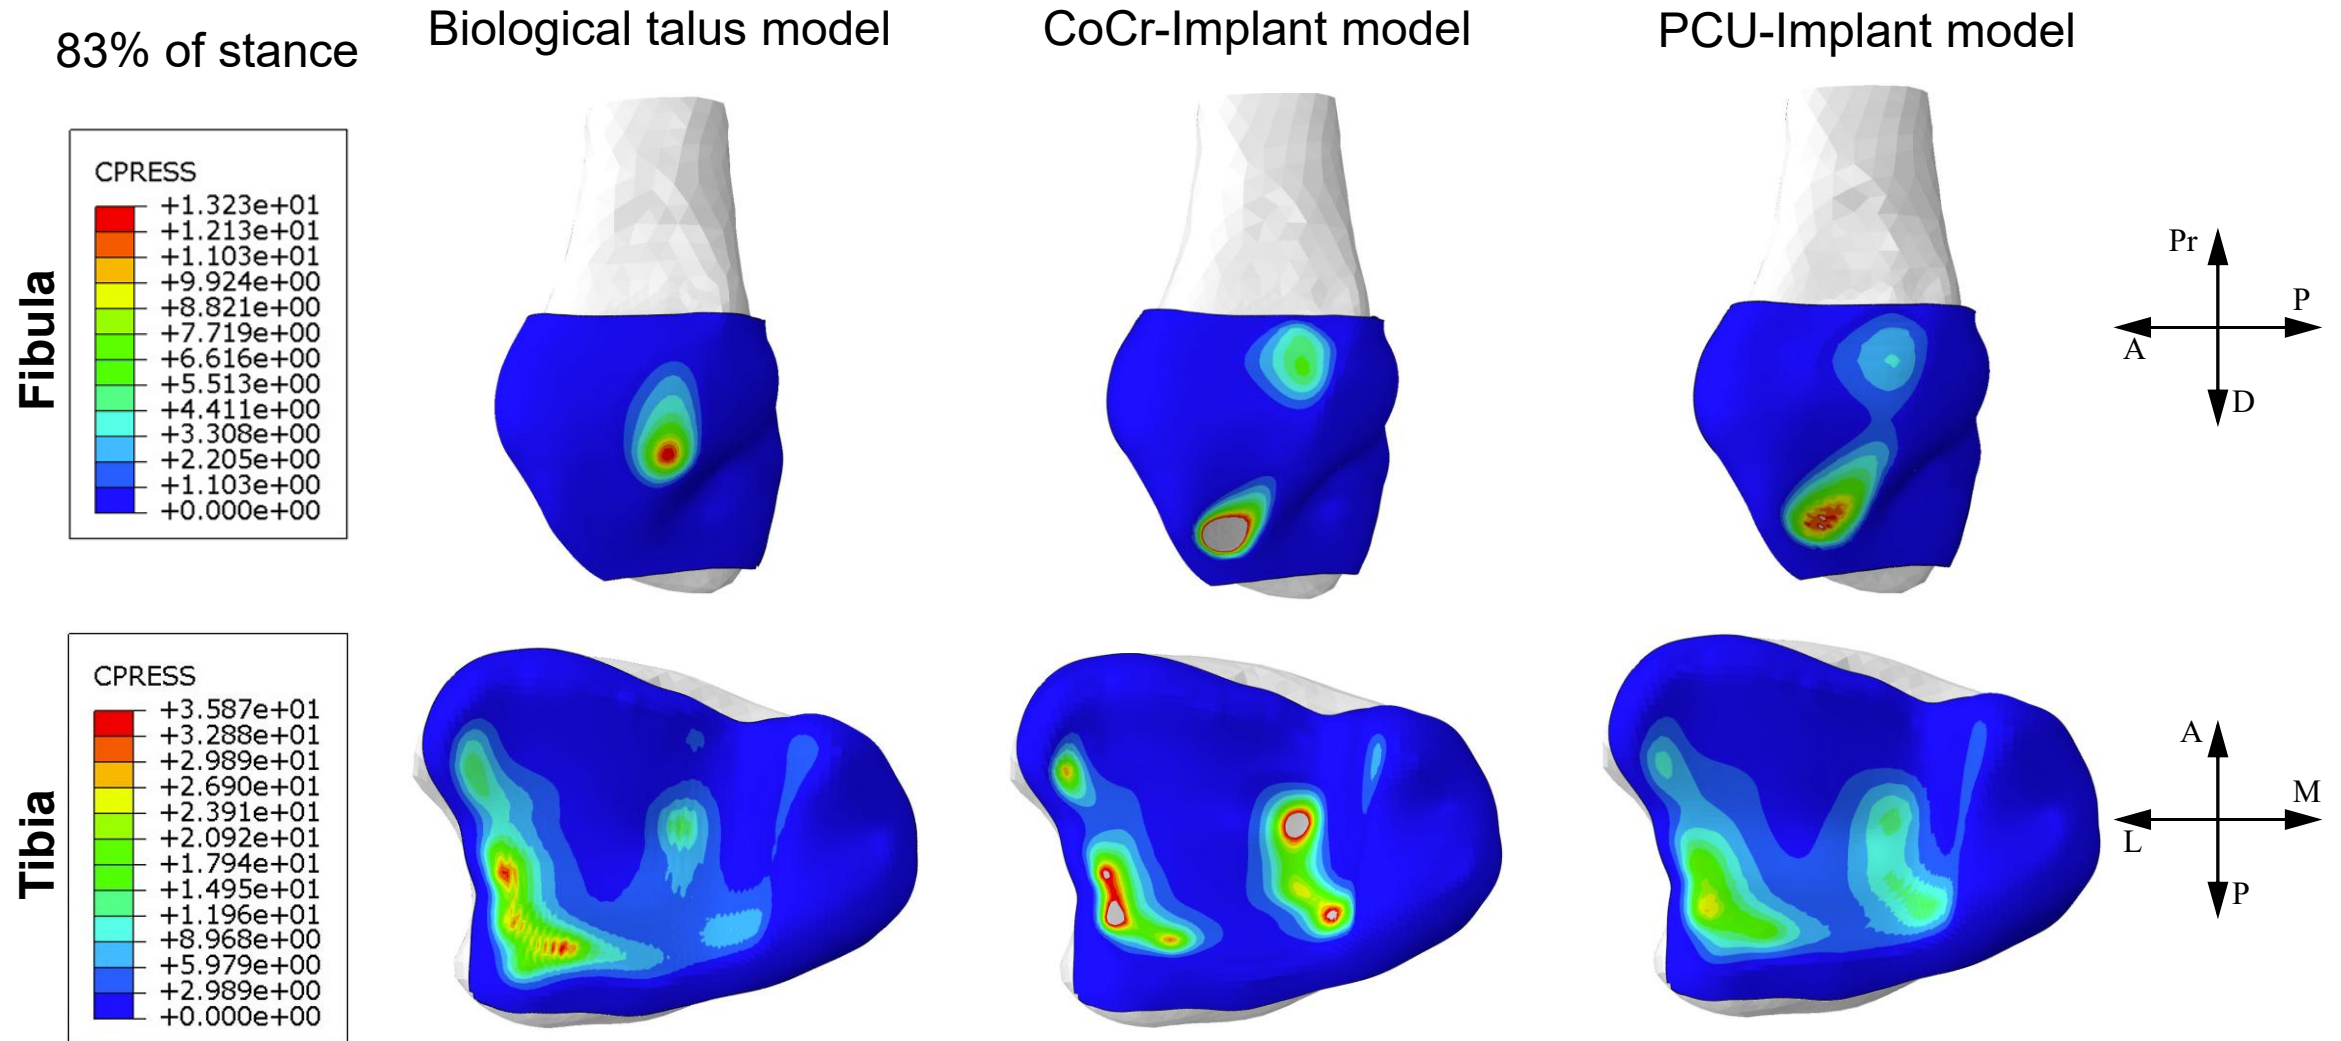 83% of stance
Biological talus model
CoCr-Implant model
PCU-Implant model
Fibula
CPRESS
+1.323e+01
+1.213e+01
+1.103e+01
+9.924e+00
+8.821e+00
+7.719e+00
+6.616e+00
+5.513e+00
+4.411e+00
+3.308e+00
+2.205e+00
+1.103e+00
+0.000e+00
Pr
P
A
D
Tibia
CPRESS
+3.587e+01
+3.288e+01
+2.989e+01
+2.690e+01
+2.391e+01
+2.092e+01
+1.794e+01
+1.495e+01
+1.196e+01
+8.968e+00
+5.979e+00
+2.989e+00
+0.000e+00
A
M
L
P